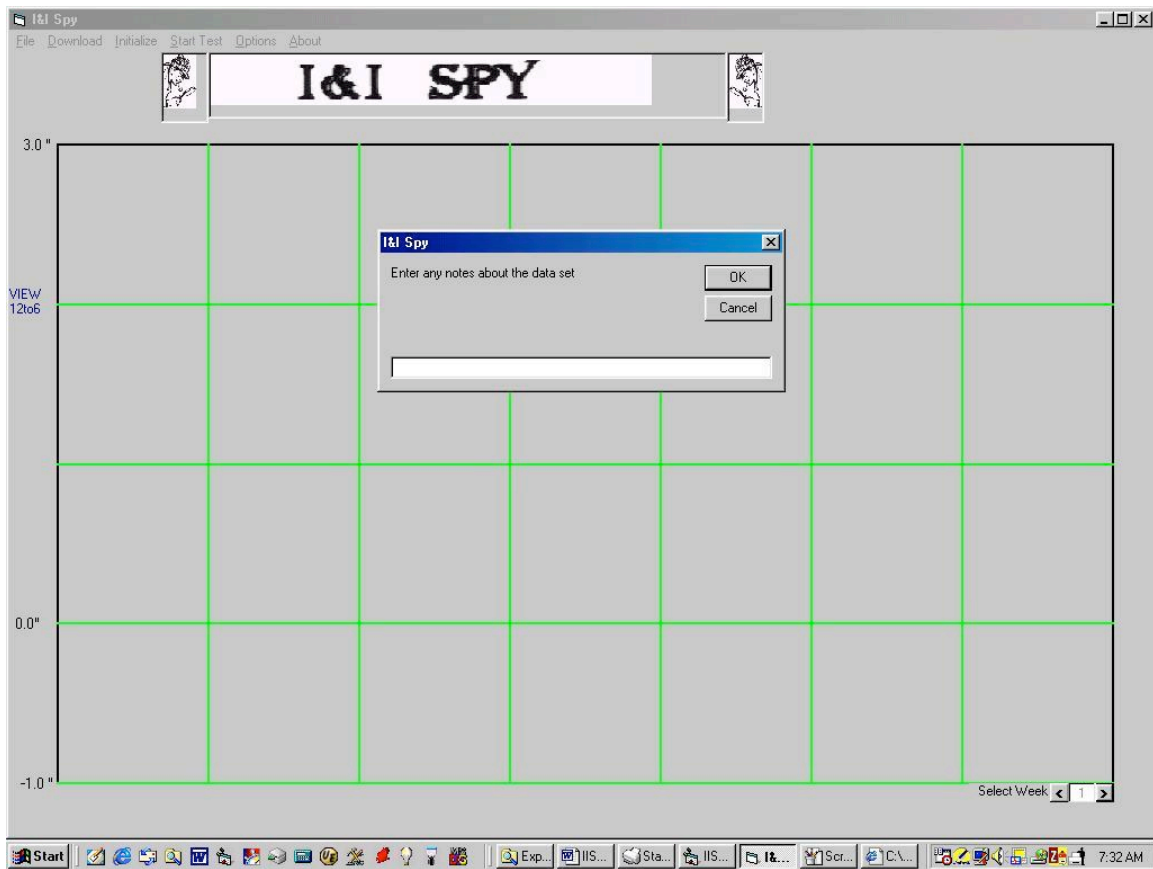 I&I Spy
File Download Initialize Start Test Options About
I&I SPY
3.0 "
I&I Spy
Enter any notes about the data set
OK
Cancel
VIEW
12to6
0.0"
-1.0 "
Select Week < 1 >
Start Exp... IIS... Sta... IIS... I&... Scr... C:\... 7:32 AM